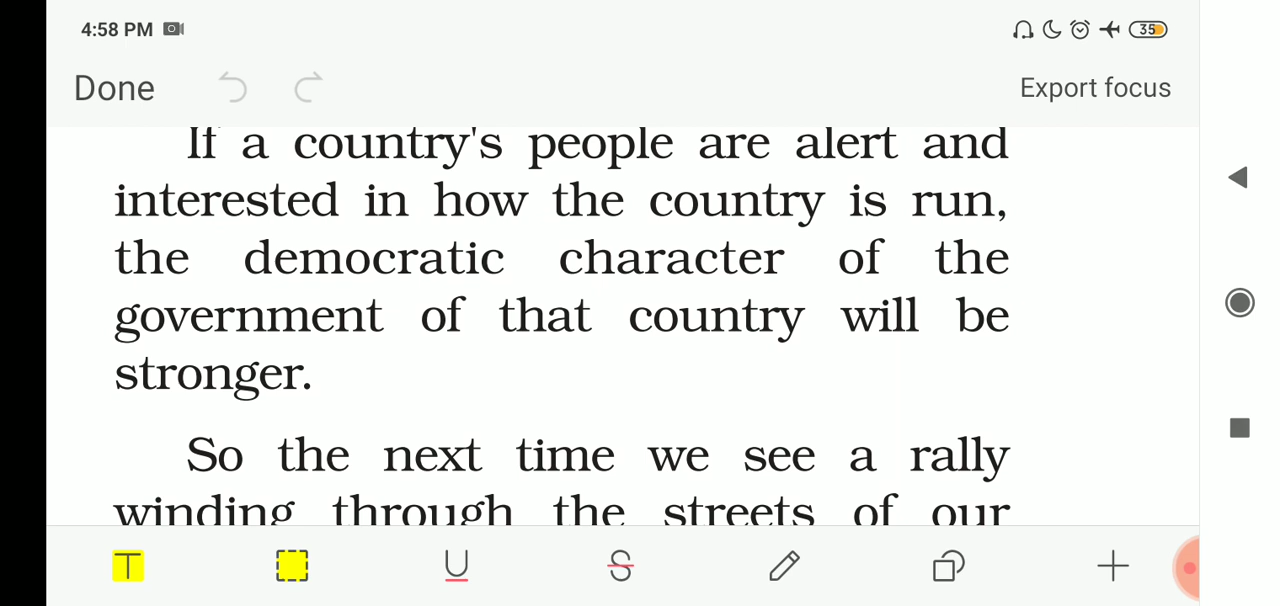 4:58 PM 35
Done Export focus
If a country's people are alert and
interested in how the country is run,
the democratic character of the
government of that country will be
stronger.
So the next time we see a rally
winding through the streets of our
T U S